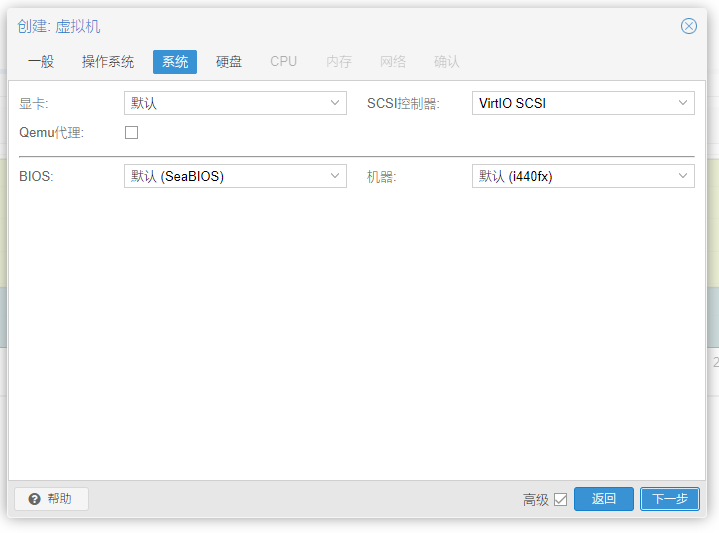 创建: 虚拟机
一般 操作系统 系统 硬盘 CPU 内存 网络 确认
显卡: 默认 SCSI控制器: VirtIO SCSI
Qemu代理:
BIOS: 默认 (SeaBIOS) 机器: 默认 (i440fx)
2
帮助 高级 返回 下一步